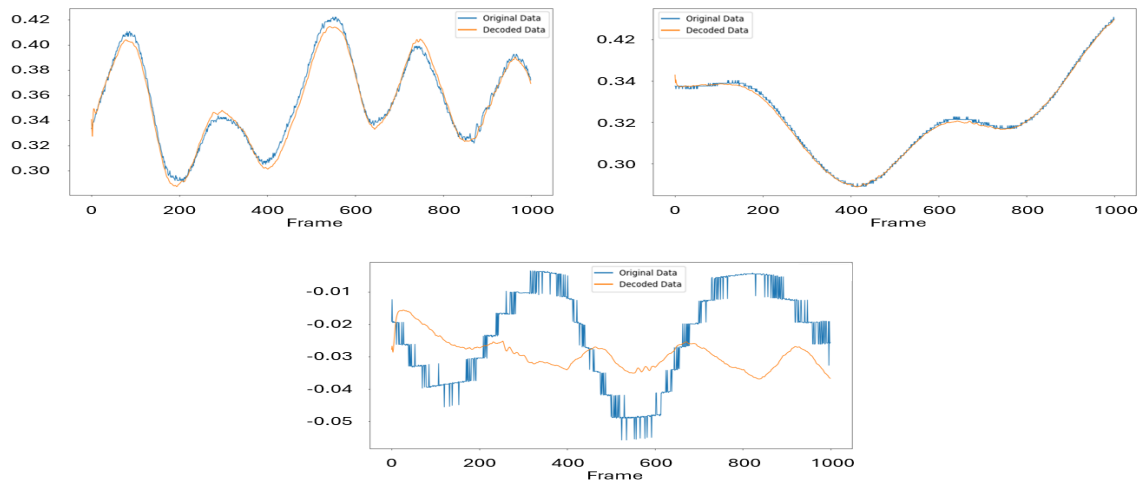 0.42
0.40
0.38
0.36
0.34
0.32
0.30
Original Data
Decoded Data
0 200 400 600 800 1000
Frame
0.42
0.34
0.32
0.30
Original Data
Decoded Data
0 200 400 600 800 1000
Frame
-0.01
-0.02
-0.03
-0.04
-0.05
Original Data
Decoded Data
0 200 400 600 800 1000
Frame